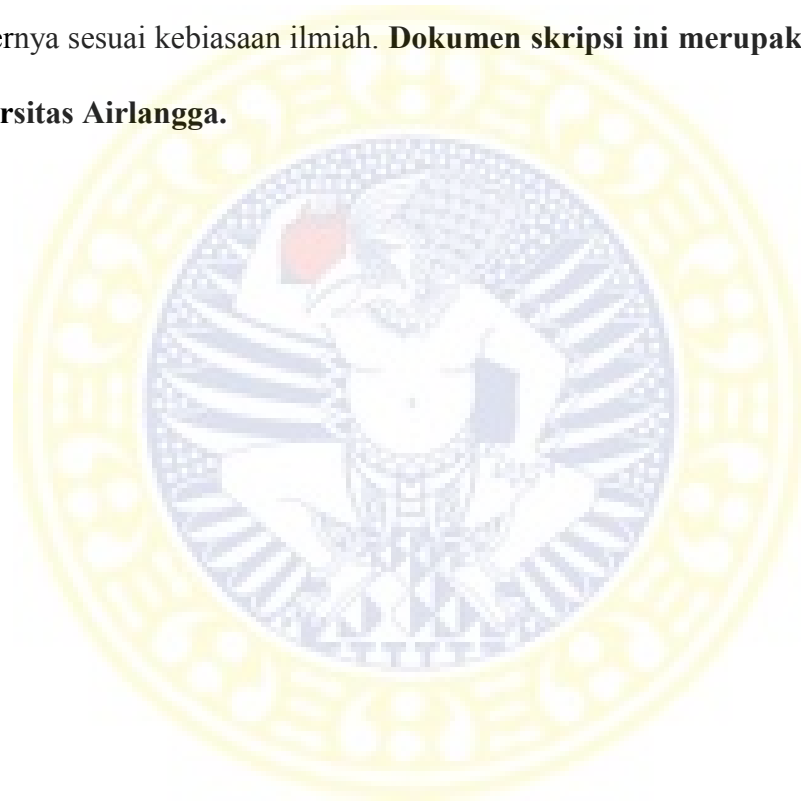 ernya sesuai kebiasaan ilmiah. Dokumen skripsi ini merupak
rsitas Airlangga.